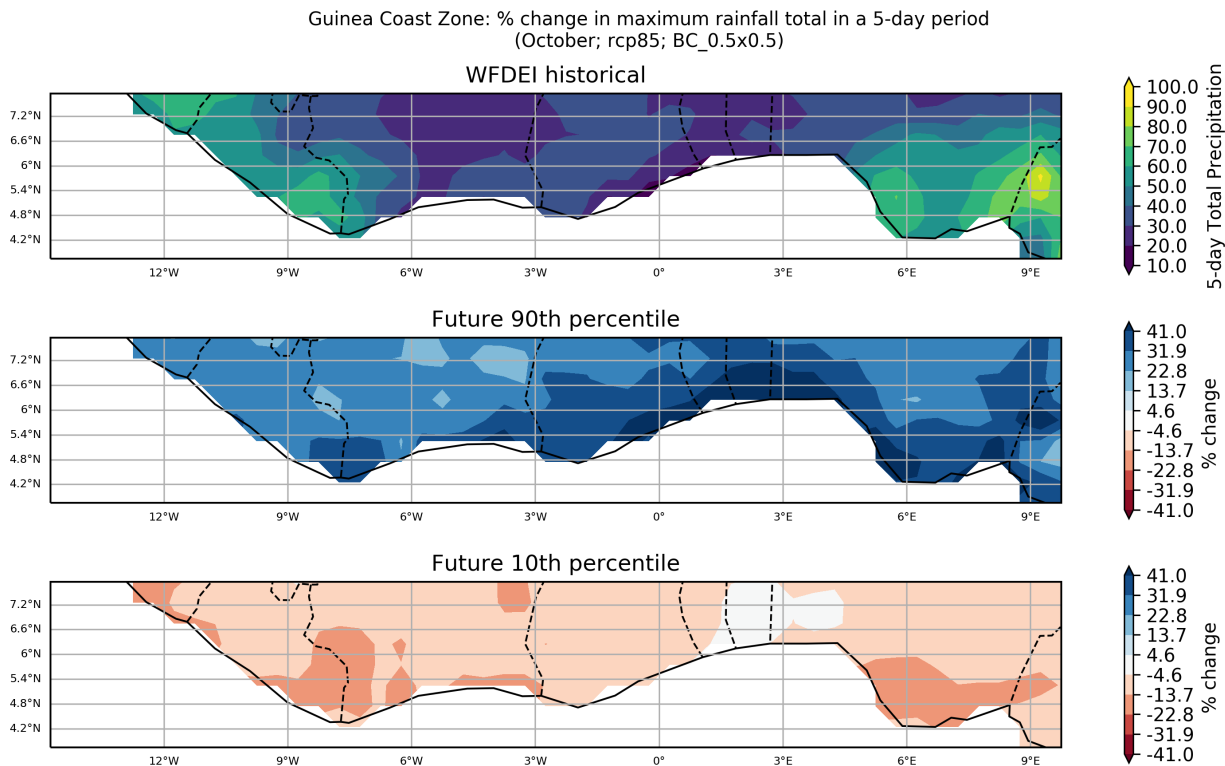 Guinea Coast Zone: % change in maximum rainfall total in a 5-day period
(October; rcp85; BC_0.5x0.5)
WFDEI historical
7.2°N
6.6°N
6°N
5.4°N
4.8°N
4.2°N
12°W 9°W 6°W 3°W 0° 3°E 6°E 9°E
100.0
90.0
80.0
70.0
60.0
50.0
40.0
30.0
20.0
10.0
5-day Total Precipitation
Future 90th percentile
7.2°N
6.6°N
6°N
5.4°N
4.8°N
4.2°N
12°W 9°W 6°W 3°W 0° 3°E 6°E 9°E
41.0
31.9
22.8
13.7
4.6
-4.6
-13.7
-22.8
-31.9
-41.0
% change
Future 10th percentile
7.2°N
6.6°N
6°N
5.4°N
4.8°N
4.2°N
12°W 9°W 6°W 3°W 0° 3°E 6°E 9°E
41.0
31.9
22.8
13.7
4.6
-4.6
-13.7
-22.8
-31.9
-41.0
% change